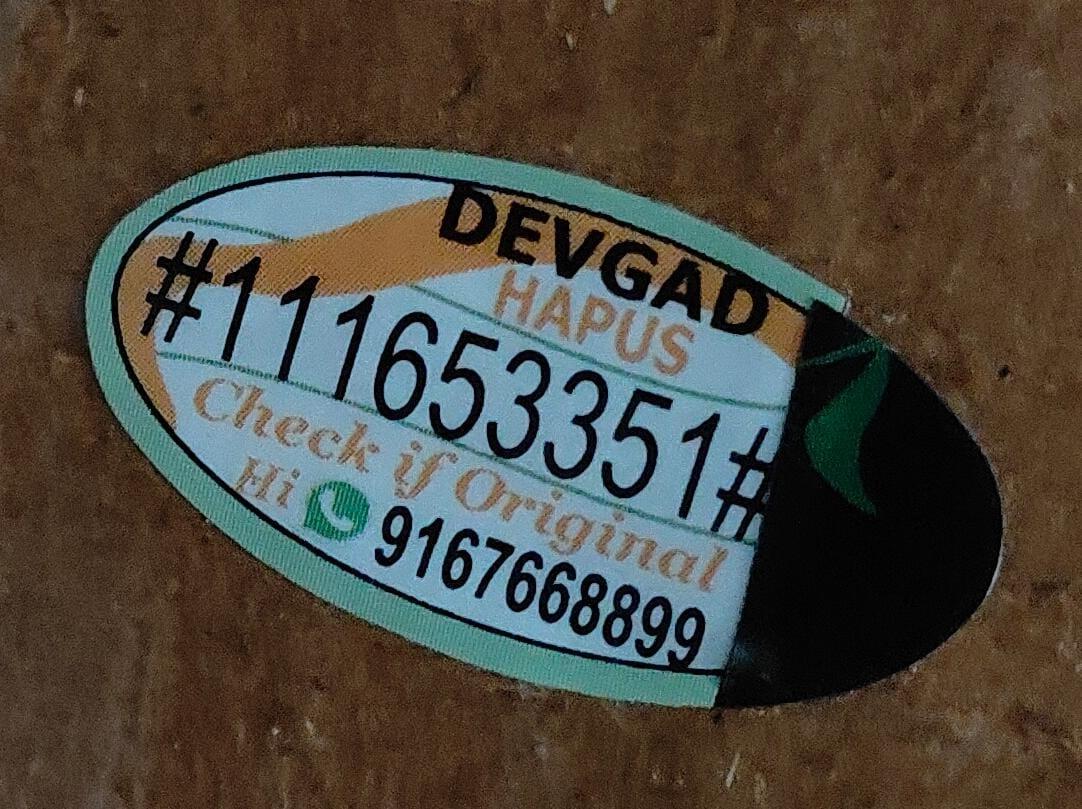 DEVGAD
HAPUS
#111653351#
Check if Original
Hi 9167668899